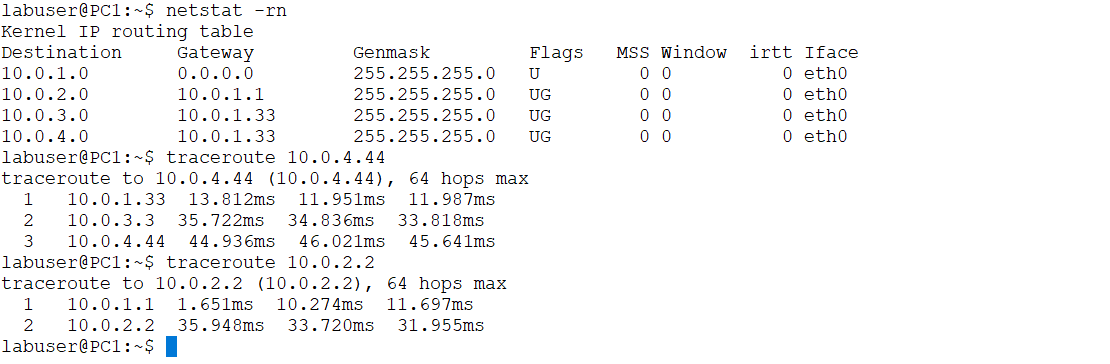 labuser@PC1:~$ netstat -rn
Kernel IP routing table
Destination     Gateway         Genmask         Flags   MSS Window  irtt Iface
10.0.1.0        0.0.0.0         255.255.255.0   U         0 0          0 eth0
10.0.2.0        10.0.1.1        255.255.255.0   UG        0 0          0 eth0
10.0.3.0        10.0.1.33       255.255.255.0   UG        0 0          0 eth0
10.0.4.0        10.0.1.33       255.255.255.0   UG        0 0          0 eth0
labuser@PC1:~$ traceroute 10.0.4.44
traceroute to 10.0.4.44 (10.0.4.44), 64 hops max
  1   10.0.1.33  13.812ms  11.951ms  11.987ms
  2   10.0.3.3  35.722ms  34.836ms  33.818ms
  3   10.0.4.44  44.936ms  46.021ms  45.641ms
labuser@PC1:~$ traceroute 10.0.2.2
traceroute to 10.0.2.2 (10.0.2.2), 64 hops max
  1   10.0.1.1  1.651ms  10.274ms  11.697ms
  2   10.0.2.2  35.948ms  33.720ms  31.955ms
labuser@PC1:~$